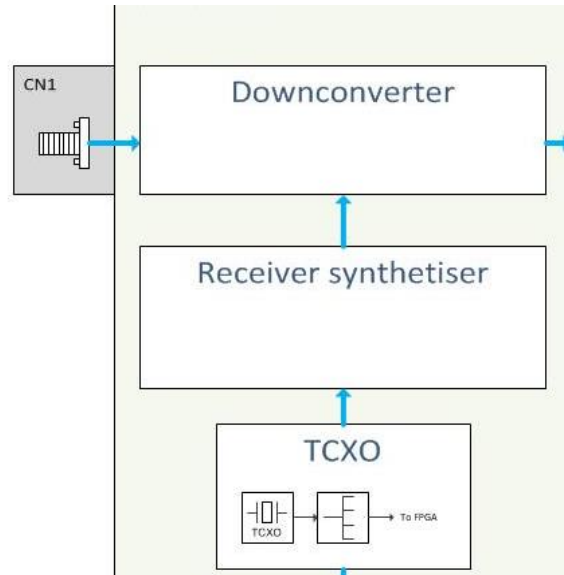 CN1
Downconverter
Receiver synthetiser
TCXO
TCXO
To FPGA